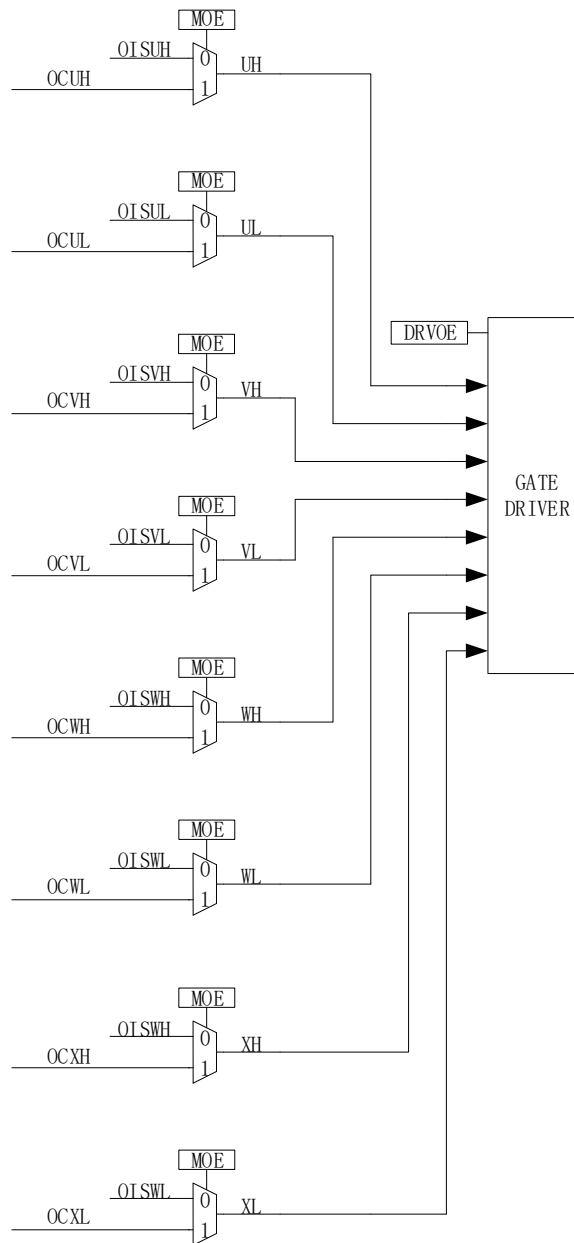 MOE
OISUH
0
UH
OCUH
1
MOE
OISUL
0
UL
OCUL
1
DRVOE
MOE
OISVH
0
VH
OCVH
1
GATE
DRIVER
MOE
OISVL
0
VL
OCVL
1
MOE
OISWH
0
WH
OCWH
1
MOE
OISWL
0
WL
OCWL
1
MOE
OISWH
0
XH
OCXH
1
MOE
OISWL
0
XL
OCXL
1